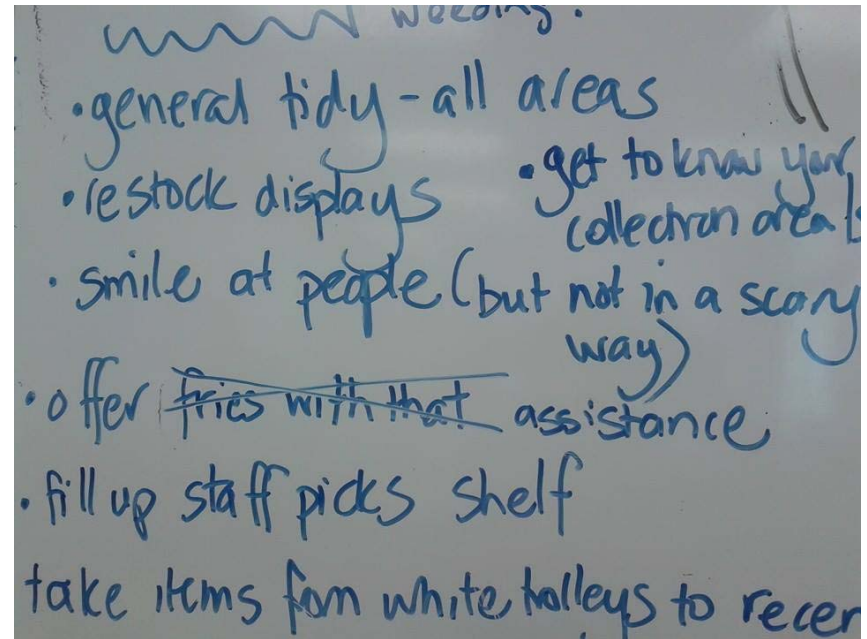 weeding.
• general tidy - all areas
• restock displays
• get to know your
collection area!
• smile at people (but not in a scary
way)
• offer fries with that assistance
• fill up staff picks shelf
take items from white trolleys to